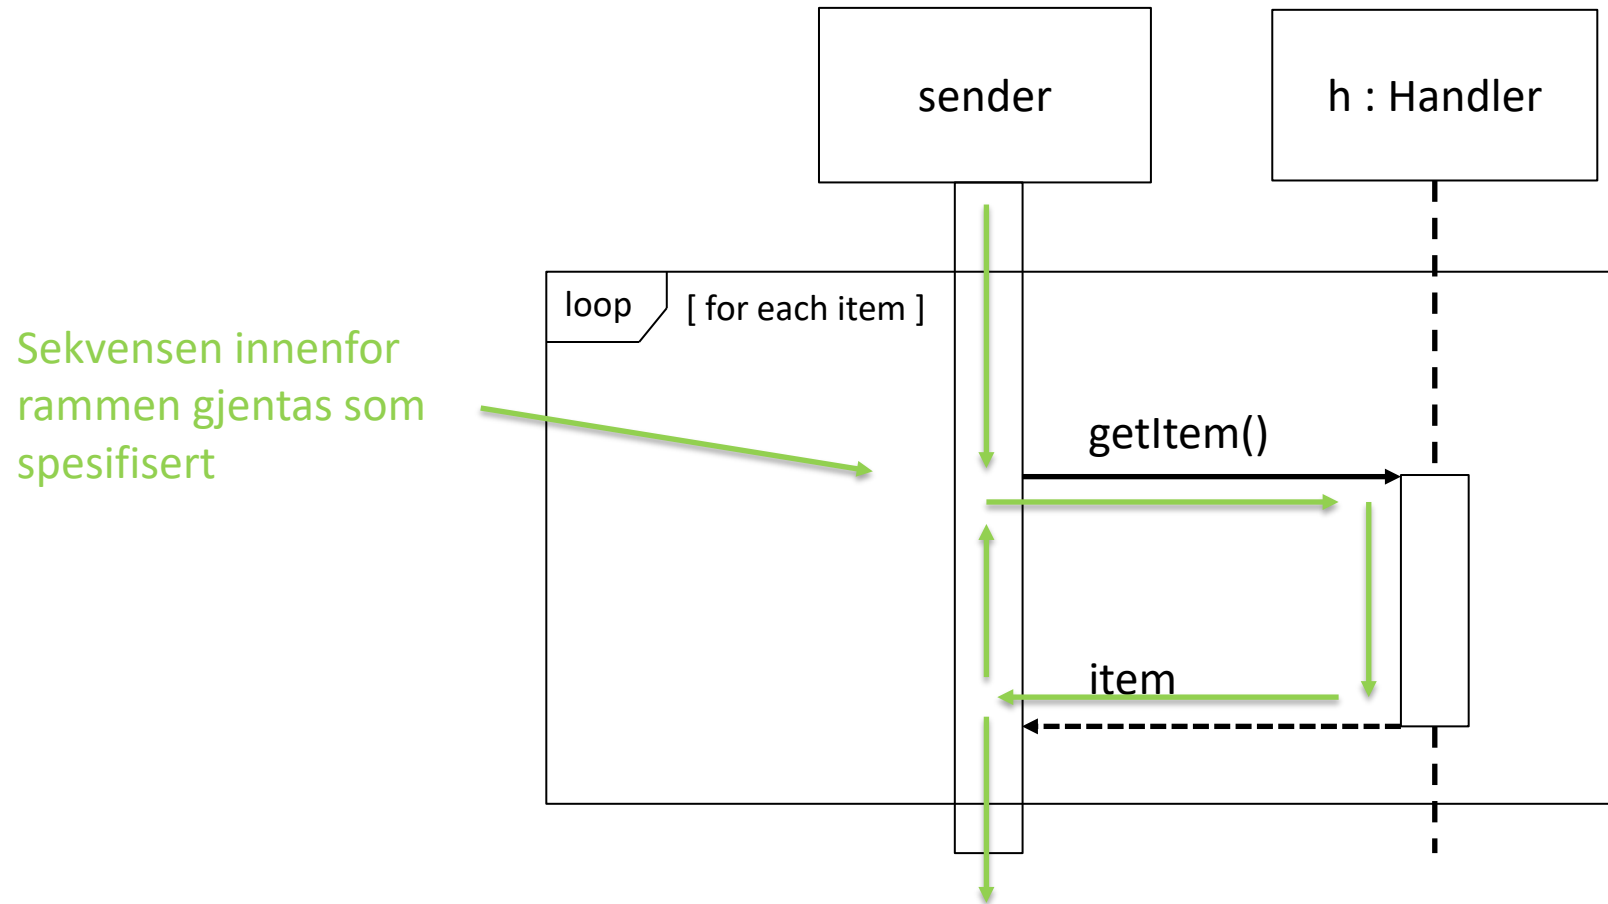 sender
h : Handler
loop
[ for each item ]
Sekvensen innenfor
rammen gjentas som
spesifisert
getItem()
item